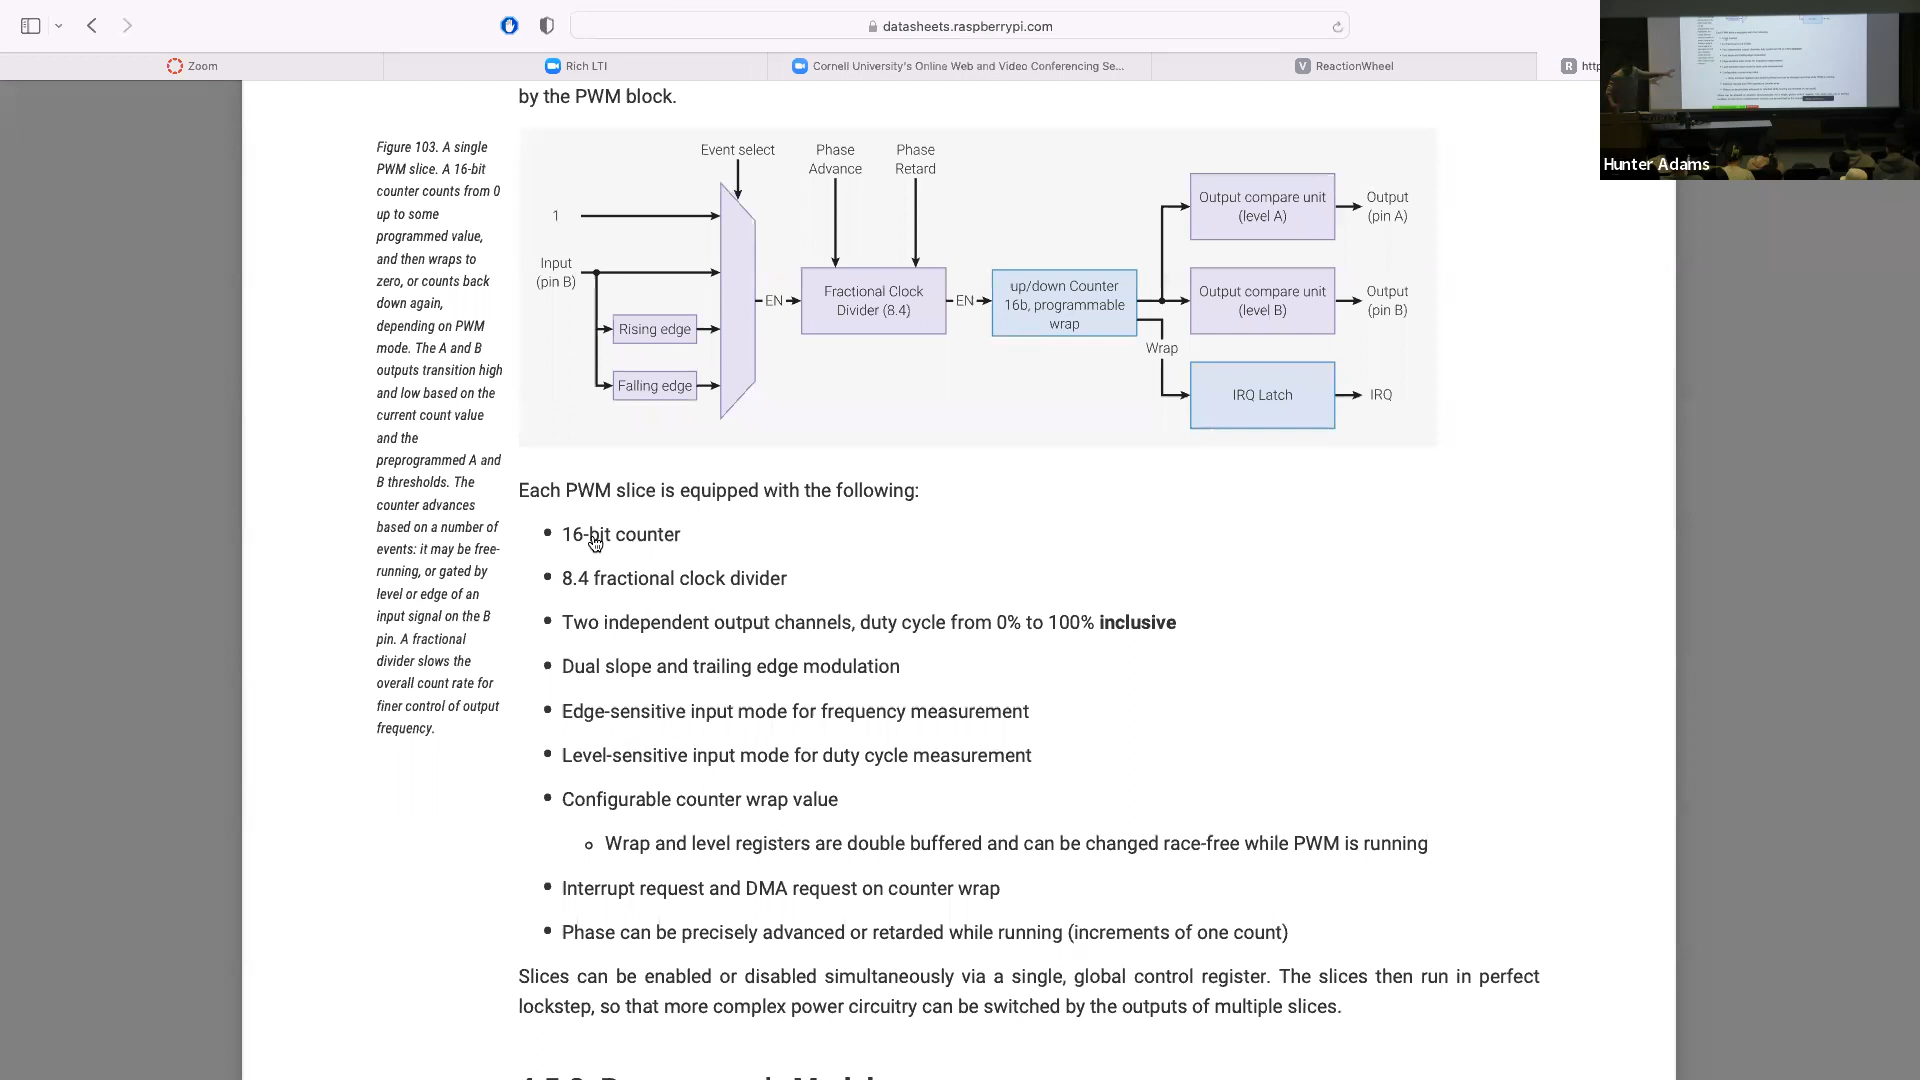 datasheets.raspberrypi.com
Zoom
Rich LTI
Cornell University's Online Web and Video Conferencing Se...
ReactionWheel
Hunter Adams
by the PWM block.
Figure 103. A single
PWM slice. A 16-bit
counter counts from 0
up to some
programmed value,
and then wraps to
zero, or counts back
down again,
depending on PWM
mode. The A and B
outputs transition high
and low based on the
current count value
and the
preprogrammed A and
B thresholds. The
counter advances
based on a number of
events: it may be free-
running, or gated by
level or edge of an
input signal on the B
pin. A fractional
divider slows the
overall count rate for
finer control of output
frequency.
Event select
Phase
Advance
Phase
Retard
1
Input
(pin B)
Rising edge
Falling edge
EN
Fractional Clock
Divider (8.4)
EN
up/down Counter
16b, programmable
wrap
Wrap
Output compare unit
(level A)
Output
(pin A)
Output compare unit
(level B)
Output
(pin B)
IRQ Latch
IRQ
Each PWM slice is equipped with the following:
• 16-bit counter
• 8.4 fractional clock divider
• Two independent output channels, duty cycle from 0% to 100% inclusive
• Dual slope and trailing edge modulation
• Edge-sensitive input mode for frequency measurement
• Level-sensitive input mode for duty cycle measurement
• Configurable counter wrap value
◦ Wrap and level registers are double buffered and can be changed race-free while PWM is running
• Interrupt request and DMA request on counter wrap
• Phase can be precisely advanced or retarded while running (increments of one count)
Slices can be enabled or disabled simultaneously via a single, global control register. The slices then run in perfect
lockstep, so that more complex power circuitry can be switched by the outputs of multiple slices.